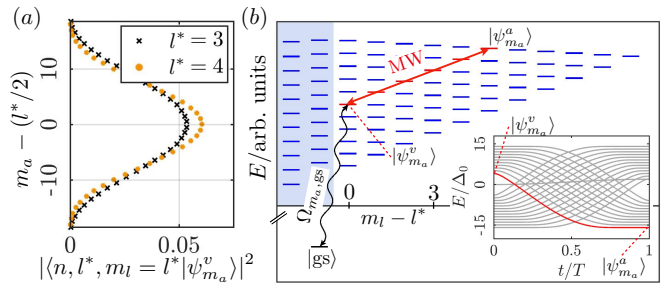 (a)
× l* = 3
● l* = 4
m_a − (l*/2)
10
0
-10
0
0.05
|⟨n, l*, m_l = l*|ψ^v_{m_a}⟩|²
(b)
E/arb. units
MW
|ψ^a_{m_a}⟩
|ψ^v_{m_a}⟩
Ω_{m_a,gs}
|gs⟩
0
3
m_l − l*
|ψ^v_{m_a}⟩
E/Δ_0
15
0
-15
0
0.5
1
t/T
|ψ^a_{m_a}⟩